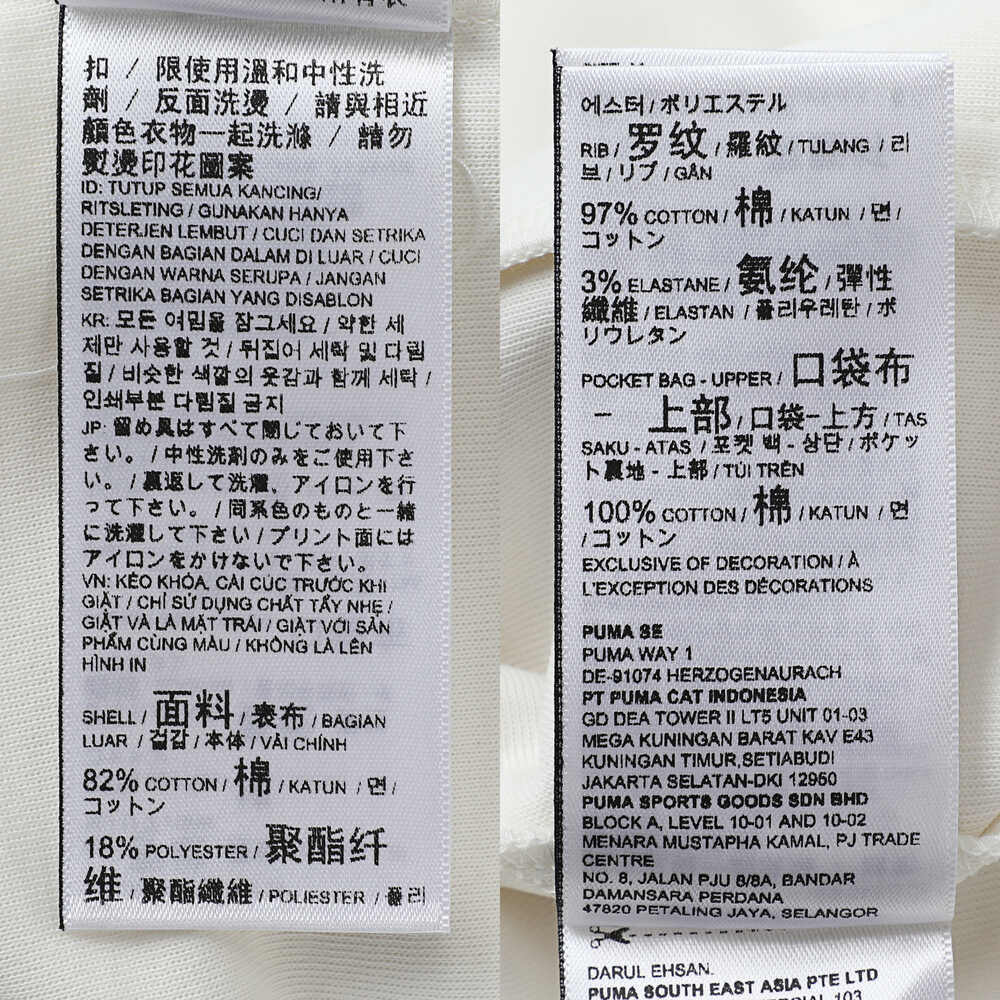 扣 / 限使用溫和中性洗
劑 / 反面洗燙 / 請與相近
顏色衣物一起洗滌 / 請勿
熨燙印花圖案
ID: TUTUP SEMUA KANCING/
RITSLETING / GUNAKAN HANYA
DETERJEN LEMBUT / CUCI DAN SETRIKA
DENGAN BAGIAN DALAM DI LUAR / CUCI
DENGAN WARNA SERUPA / JANGAN
SETRIKA BAGIAN YANG DISABLON
KR: 모든 여밈을 잠그세요 / 약한 세
제만 사용할 것 / 뒤집어 세탁 및 다림
질 / 비슷한 색깔의 옷감과 함께 세탁 /
인쇄부분 다림질 금지
JP: 留め具はすべて閉じておいて下
さい。 / 中性洗剤のみをご使用下さ
い。 / 裏返して洗濯、アイロンを行
って下さい。 / 同系色のものと一緒
に洗濯して下さい / プリント面には
アイロンをかけないで下さい。
VN: KÉO KHÓA, CÀI CÚC TRƯỚC KHI
GIẶT / CHỈ SỬ DỤNG CHẤT TẨY NHẸ /
GIẶT VÀ LÀ MẶT TRÁI / GIẶT VỚI SẢN
PHẨM CÙNG MÀU / KHÔNG LÀ LÊN
HÌNH IN
SHELL / 面料 / 表布 / BAGIAN
LUAR / 겉감 / 本体 / VẢI CHÍNH
82% COTTON / 棉 / KATUN / 면 /
コットン
18% POLYESTER / 聚酯纤
维 / 聚酯纖維 / POLIESTER / 폴리
에스터 / ポリエステル
RIB / 罗纹 / 羅紋 / TULANG / 리
브 / リブ / GÂN
97% COTTON / 棉 / KATUN / 면 /
コットン
3% ELASTANE / 氨纶 / 彈性
纖維 / ELASTAN / 폴리우레탄 / ポ
リウレタン
POCKET BAG - UPPER / 口袋布
- 上部 / 口袋-上方 / TAS
SAKU - ATAS / 포켓 백 - 상단 / ポケッ
ト裏地 - 上部 / TÚI TRÊN
100% COTTON / 棉 / KATUN / 면
/ コットン
EXCLUSIVE OF DECORATION / À
L'EXCEPTION DES DÉCORATIONS
PUMA SE
PUMA WAY 1
DE-91074 HERZOGENAURACH
PT PUMA CAT INDONESIA
GD DEA TOWER II LT5 UNIT 01-03
MEGA KUNINGAN BARAT KAV E43
KUNINGAN TIMUR,SETIABUDI
JAKARTA SELATAN-DKI 12950
PUMA SPORTS GOODS SDN BHD
BLOCK A, LEVEL 10-01 AND 10-02
MENARA MUSTAPHA KAMAL, PJ TRADE
CENTRE
NO. 8, JALAN PJU 8/8A, BANDAR
DAMANSARA PERDANA
47820 PETALING JAYA, SELANGOR
DARUL EHSAN.
PUMA SOUTH EAST ASIA PTE LTD
103